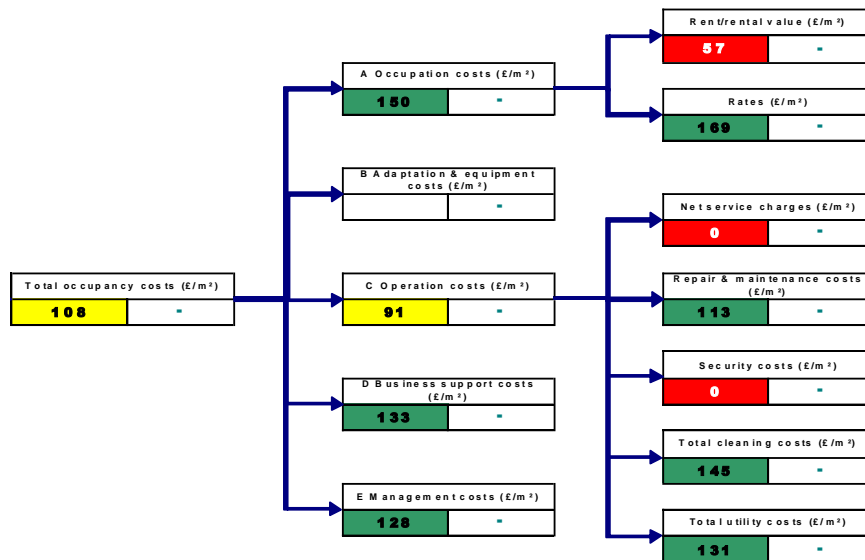 Total occupancy costs (£/m²)
108 -
A Occupation costs (£/m²)
150 -
B Adaptation & equipment
costs (£/m²)
-
C Operation costs (£/m²)
91 -
D Business support costs
(£/m²)
133 -
E Management costs (£/m²)
128 -
Rent/rental value (£/m²)
57 -
Rates (£/m²)
169 -
Net service charges (£/m²)
0 -
Repair & maintenance costs
(£/m²)
113 -
Security costs (£/m²)
0 -
Total cleaning costs (£/m²)
145 -
Total utility costs (£/m²)
131 -